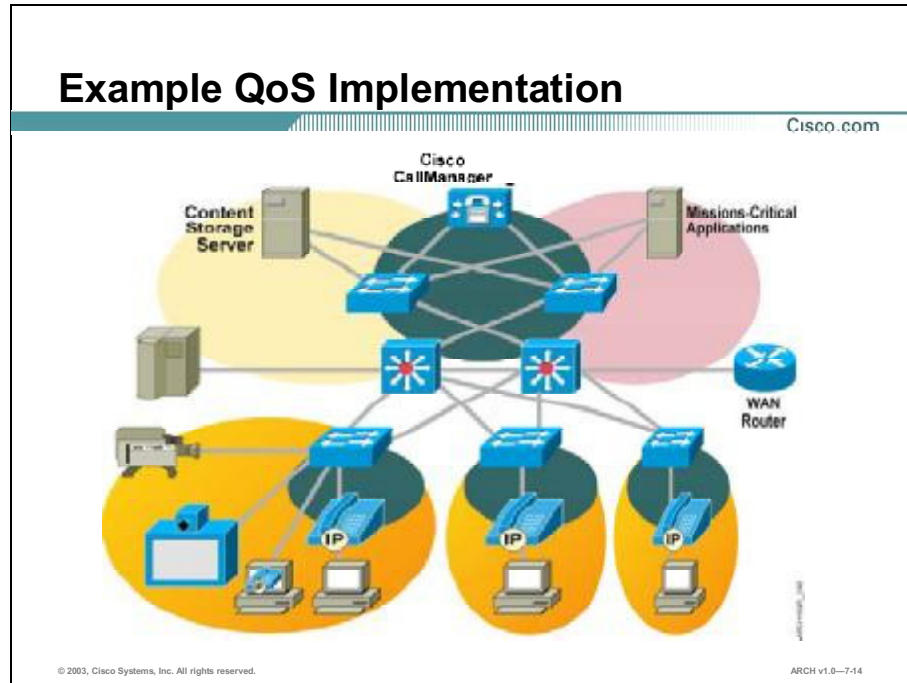 Example QoS Implementation
Cisco.com
Cisco
CallManager
Content
Storage
Server
Missions-Critical
Applications
WAN
Router
IP
IP
IP
© 2003, Cisco Systems, Inc. All rights reserved.
ARCH v1.0—7-14